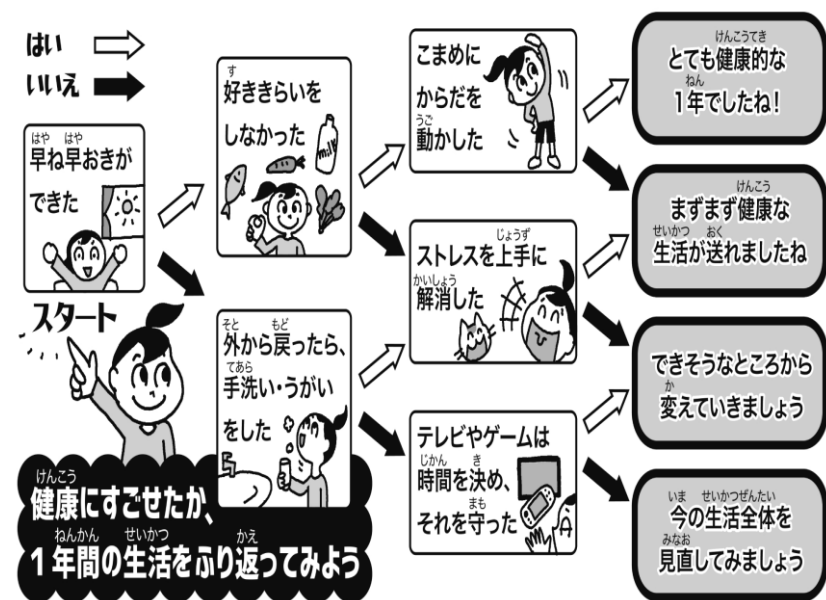 はい
いいえ
早ね早おきが
できた
スタート
好ききらいを
しなかった
milk
外から戻ったら、
手洗い・うがい
をした
こまめに
からだを
動かした
ストレスを上手に
解消した
テレビやゲームは
時間を決め、
それを守った
とても健康的な
1年でしたね!
まずまず健康な
生活が送れましたね
できそうなところから
変えていきましょう
今の生活全体を
見直してみましょう
健康にすごせたか、
1年間の生活をふり返ってみよう